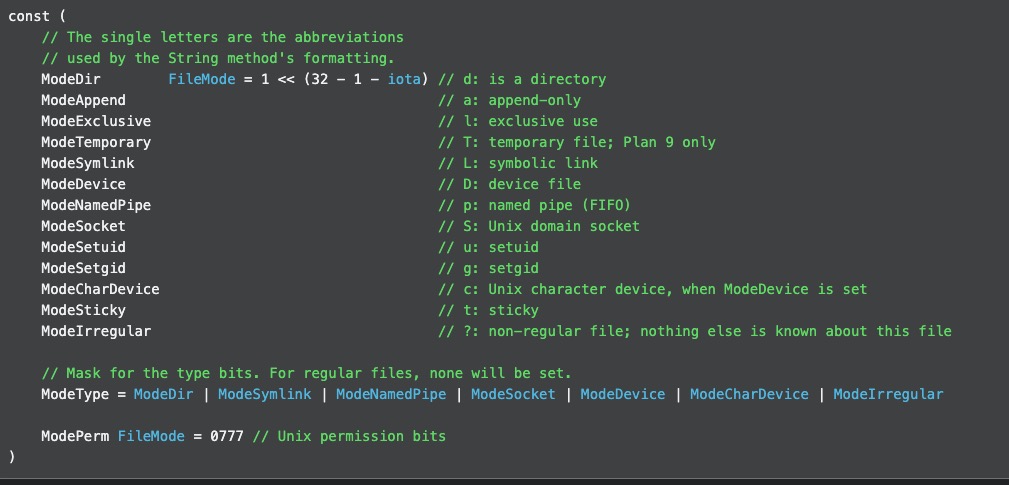 const (
    // The single letters are the abbreviations
    // used by the String method's formatting.
    ModeDir        FileMode = 1 << (32 - 1 - iota) // d: is a directory
    ModeAppend                                     // a: append-only
    ModeExclusive                                  // l: exclusive use
    ModeTemporary                                  // T: temporary file; Plan 9 only
    ModeSymlink                                    // L: symbolic link
    ModeDevice                                     // D: device file
    ModeNamedPipe                                  // p: named pipe (FIFO)
    ModeSocket                                     // S: Unix domain socket
    ModeSetuid                                     // u: setuid
    ModeSetgid                                     // g: setgid
    ModeCharDevice                                 // c: Unix character device, when ModeDevice is set
    ModeSticky                                     // t: sticky
    ModeIrregular                                  // ?: non-regular file; nothing else is known about this file

    // Mask for the type bits. For regular files, none will be set.
    ModeType = ModeDir | ModeSymlink | ModeNamedPipe | ModeSocket | ModeDevice | ModeCharDevice | ModeIrregular

    ModePerm FileMode = 0777 // Unix permission bits
)